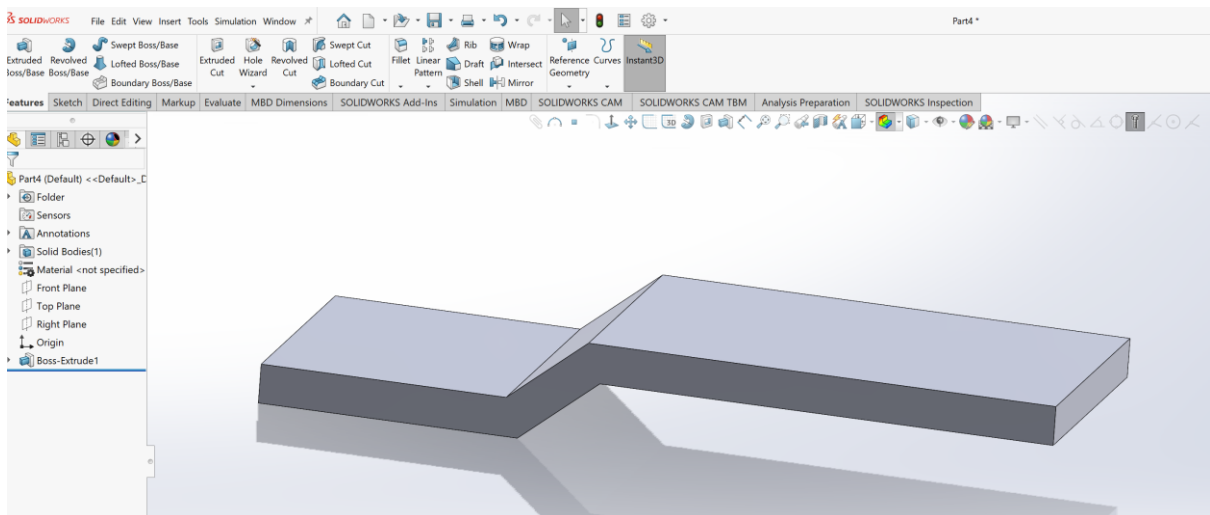 SOLIDWORKS File Edit View Insert Tools Simulation Window Part4 *
Swept Boss/Base Swept Cut Rib Wrap
Extruded Revolved Lofted Boss/Base Extruded Hole Revolved Lofted Cut Fillet Linear Draft Intersect Reference Curves Instant3D
Boss/Base Boss/Base Cut Wizard Cut Pattern Geometry
Boundary Boss/Base Boundary Cut Shell Mirror
Features Sketch Direct Editing Markup Evaluate MBD Dimensions SOLIDWORKS Add-Ins Simulation MBD SOLIDWORKS CAM SOLIDWORKS CAM TBM Analysis Preparation SOLIDWORKS Inspection
3D
Part4 (Default) <<Default>_D
Folder
Sensors
Annotations
Solid Bodies(1)
Material <not specified>
Front Plane
Top Plane
Right Plane
Origin
Boss-Extrude1